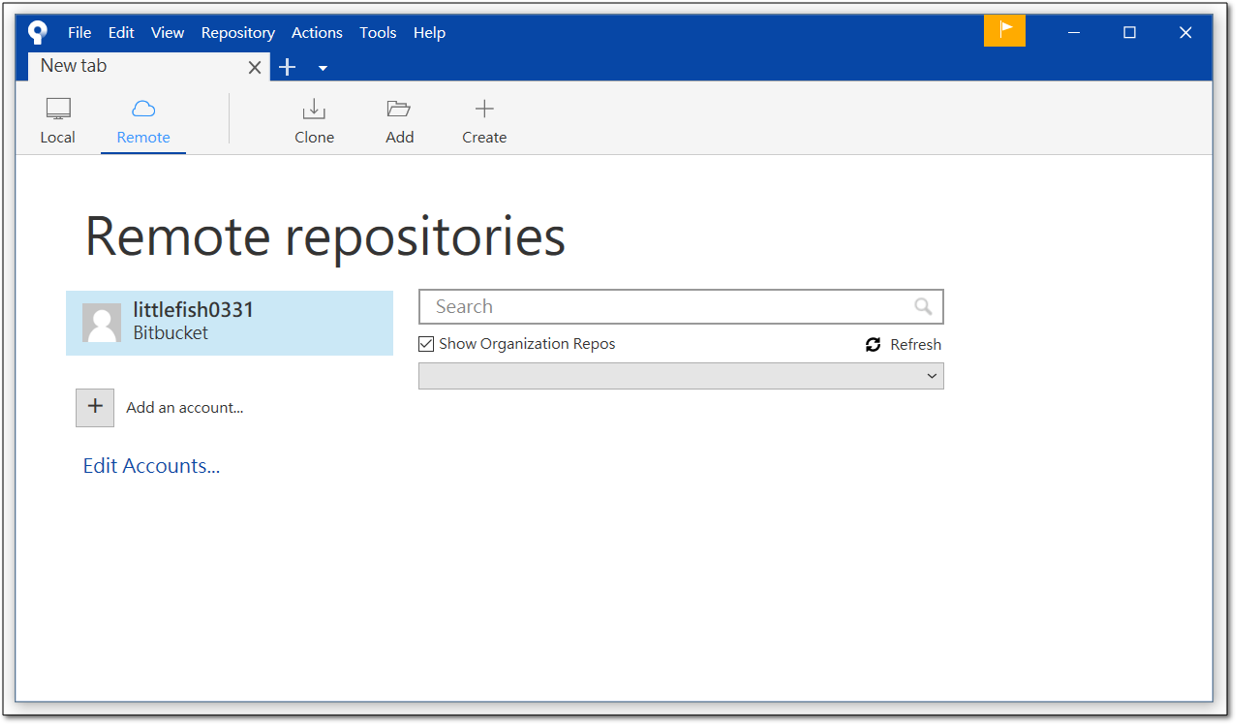 File Edit View Repository Actions Tools Help
New tab
Local Remote Clone Add Create
Remote repositories
littlefish0331
Bitbucket
Search
Show Organization Repos
Refresh
Add an account...
Edit Accounts...